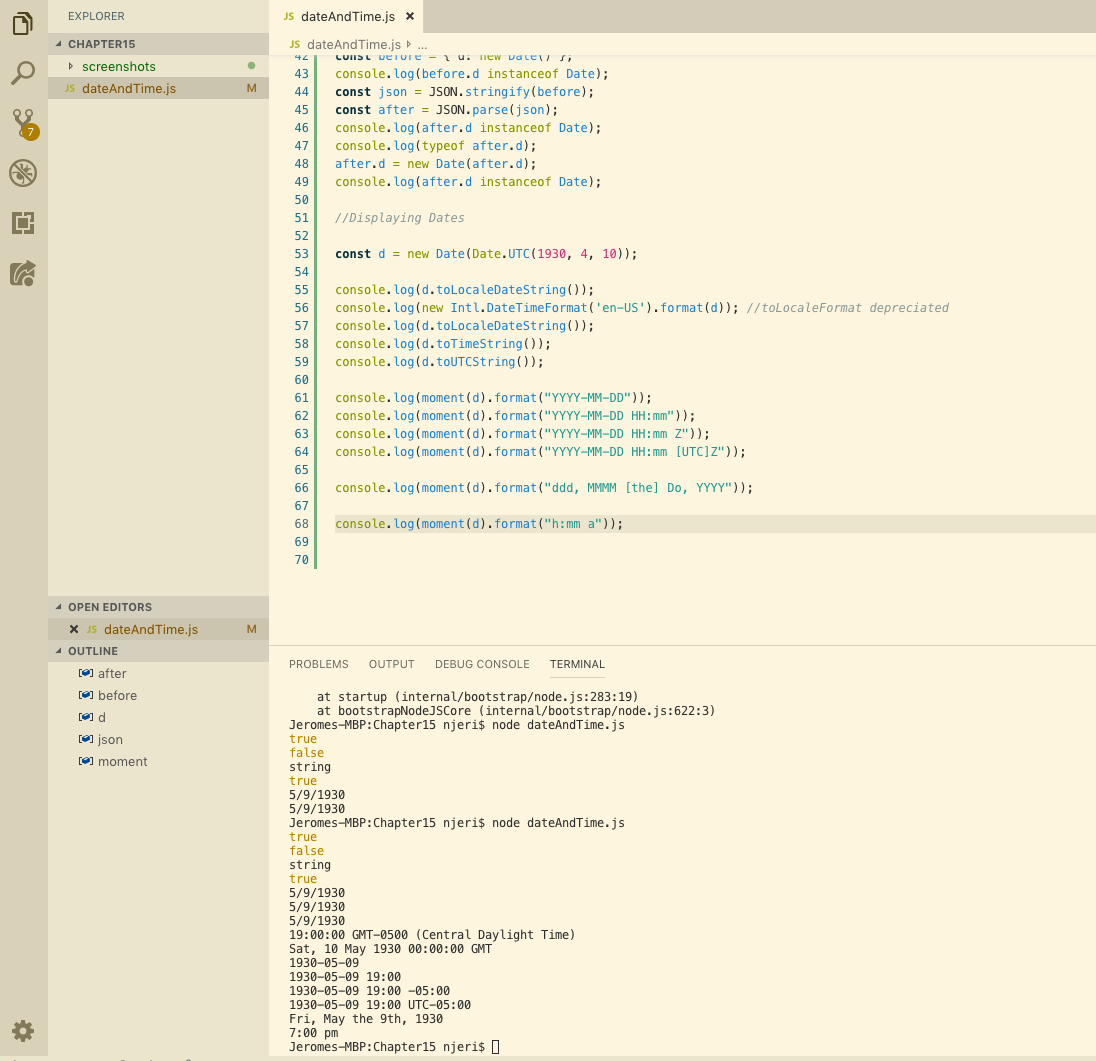 EXPLORER
CHAPTER15
screenshots
JS dateAndTime.js M
7
OPEN EDITORS
JS dateAndTime.js M
OUTLINE
after
before
d
json
moment
JS dateAndTime.js
JS dateAndTime.js ...
42 const before = { d: new Date() };
43 console.log(before.d instanceof Date);
44 const json = JSON.stringify(before);
45 const after = JSON.parse(json);
46 console.log(after.d instanceof Date);
47 console.log(typeof after.d);
48 after.d = new Date(after.d);
49 console.log(after.d instanceof Date);
50
51 //Displaying Dates
52
53 const d = new Date(Date.UTC(1930, 4, 10));
54
55 console.log(d.toLocaleDateString());
56 console.log(new Intl.DateTimeFormat('en-US').format(d)); //toLocaleFormat depreciated
57 console.log(d.toLocaleDateString());
58 console.log(d.toTimeString());
59 console.log(d.toUTCString());
60
61 console.log(moment(d).format("YYYY-MM-DD"));
62 console.log(moment(d).format("YYYY-MM-DD HH:mm"));
63 console.log(moment(d).format("YYYY-MM-DD HH:mm Z"));
64 console.log(moment(d).format("YYYY-MM-DD HH:mm [UTC]Z"));
65
66 console.log(moment(d).format("ddd, MMMM [the] Do, YYYY"));
67
68 console.log(moment(d).format("h:mm a"));
69
70
PROBLEMS OUTPUT DEBUG CONSOLE TERMINAL
at startup (internal/bootstrap/node.js:283:19)
at bootstrapNodeJSCore (internal/bootstrap/node.js:622:3)
Jeromes-MBP:Chapter15 njeri$ node dateAndTime.js
true
false
string
true
5/9/1930
5/9/1930
Jeromes-MBP:Chapter15 njeri$ node dateAndTime.js
true
false
string
true
5/9/1930
5/9/1930
5/9/1930
19:00:00 GMT-0500 (Central Daylight Time)
Sat, 10 May 1930 00:00:00 GMT
1930-05-09
1930-05-09 19:00
1930-05-09 19:00 -05:00
1930-05-09 19:00 UTC-05:00
Fri, May the 9th, 1930
7:00 pm
Jeromes-MBP:Chapter15 njeri$